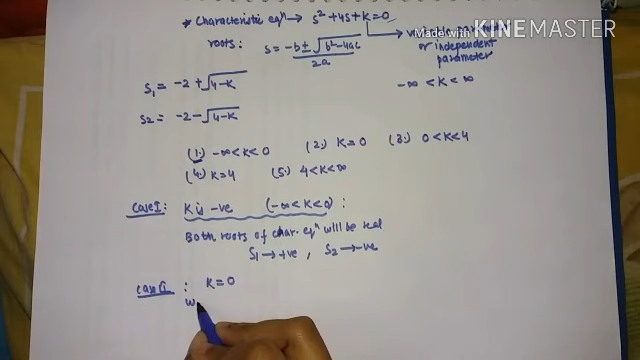 Made with KINEMASTER
* Characteristic eqⁿ → s² + 4s + K = 0
roots: s = -b ± √b² - 4ac / 2a
or independent
parameter
s₁ = -2 + √4-K
-∞ < K < ∞
s₂ = -2 - √4-K
(1.) -∞ < K < 0 (2.) K = 0 (3.) 0 < K < 4
(4.) K = 4 (5.) 4 < K < ∞
Case I: K is -ve (-∞ < K < 0) :
Both roots of char. eqⁿ will be real
S₁ → +ve , S₂ → -ve
: K = 0